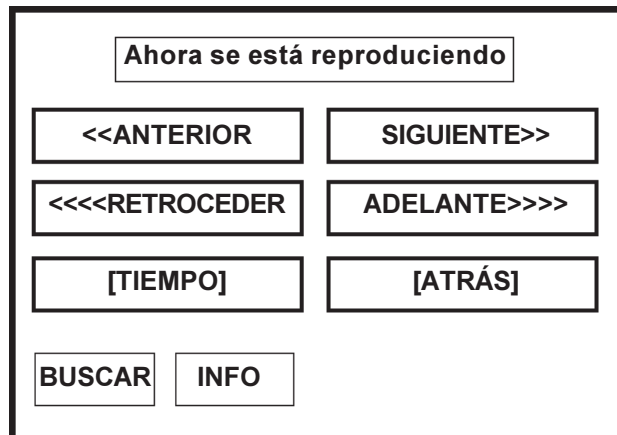 Ahora se está reproduciendo
<<ANTERIOR SIGUIENTE>>
<<<<RETROCEDER ADELANTE>>>>
[TIEMPO] [ATRÁS]
BUSCAR INFO